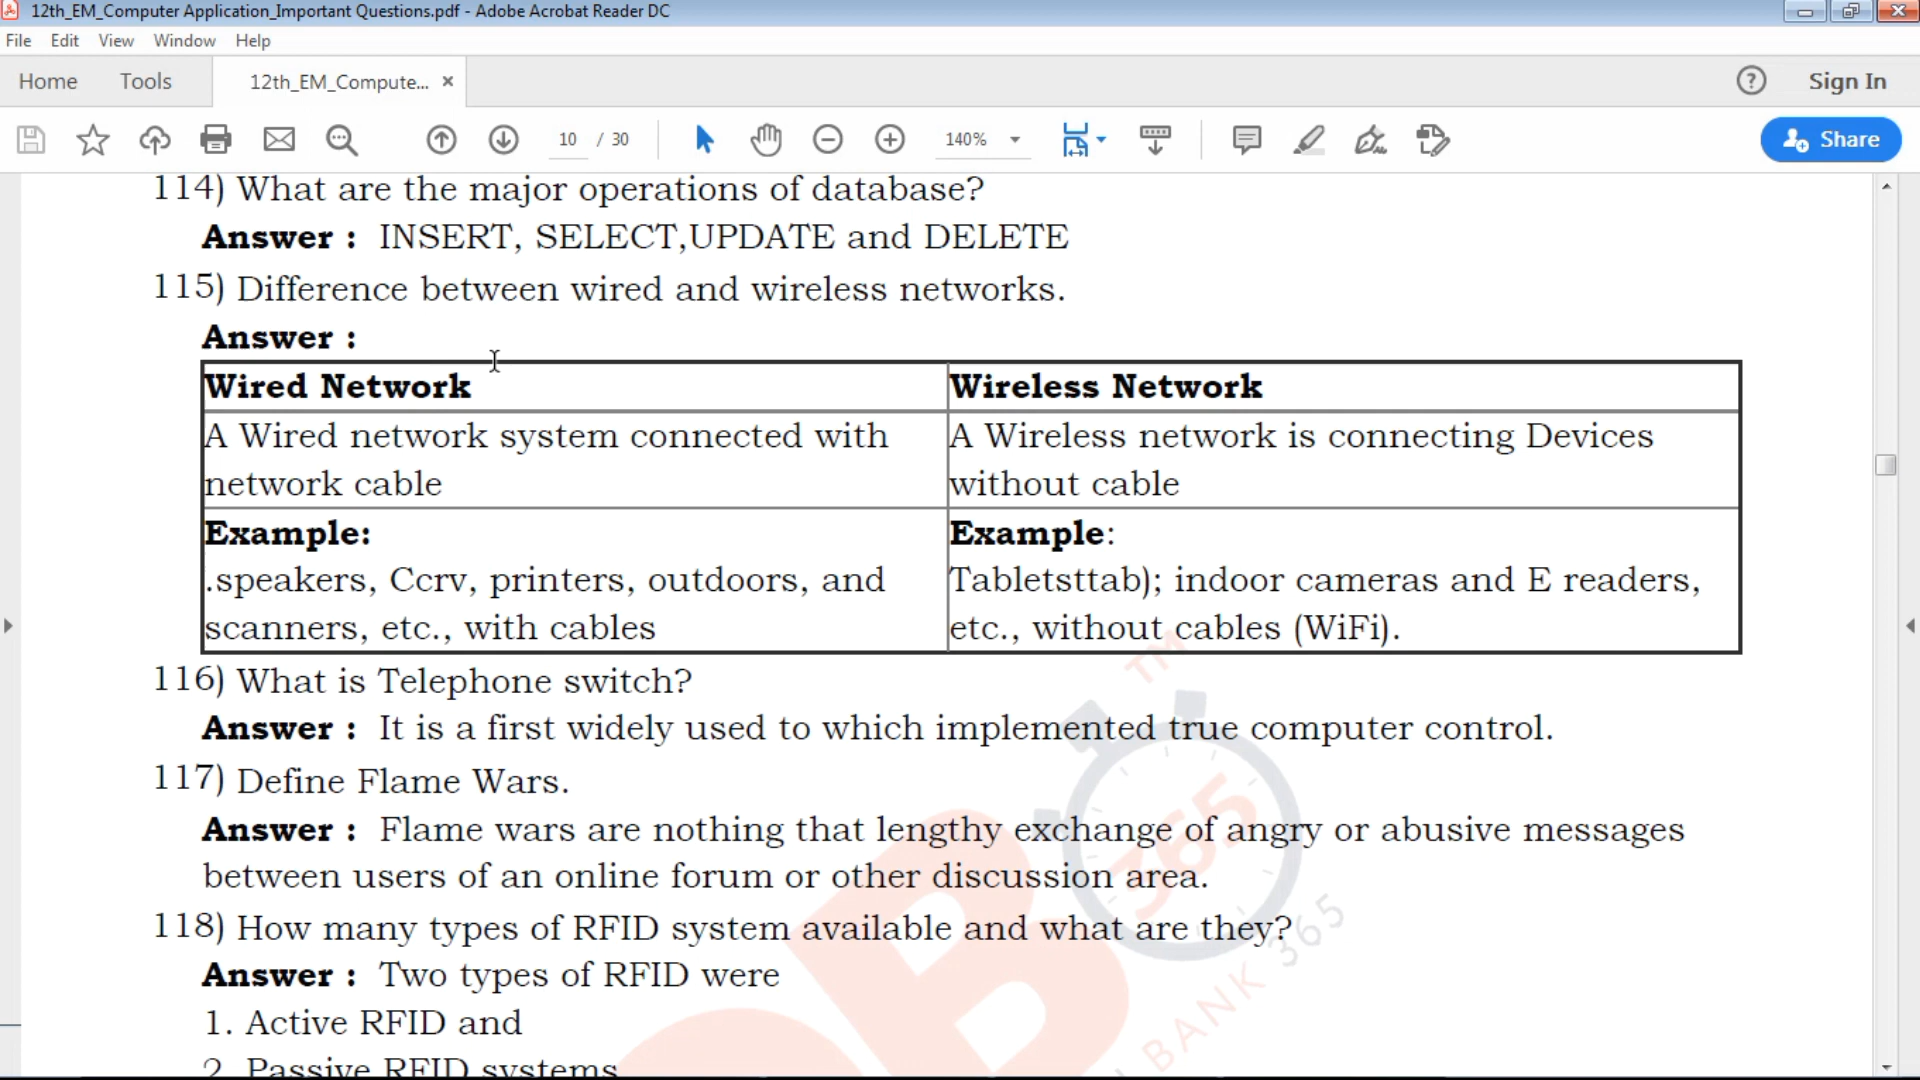 12th_EM_Computer Application_Important Questions.pdf - Adobe Acrobat Reader DC
File Edit View Window Help
Home Tools 12th_EM_Compute... × ? Sign In
10 / 30 140% Share
114) What are the major operations of database?
Answer : INSERT, SELECT,UPDATE and DELETE
115) Difference between wired and wireless networks.
Answer :
Wired Network Wireless Network
A Wired network system connected with A Wireless network is connecting Devices
network cable without cable
Example: Example:
.speakers, Ccrv, printers, outdoors, and Tabletsttab); indoor cameras and E readers,
scanners, etc., with cables etc., without cables (WiFi).
116) What is Telephone switch?
Answer : It is a first widely used to which implemented true computer control.
117) Define Flame Wars.
Answer : Flame wars are nothing that lengthy exchange of angry or abusive messages
between users of an online forum or other discussion area.
118) How many types of RFID system available and what are they?
Answer : Two types of RFID were
1. Active RFID and
2. Passive RFID systems
TM
365
B
BANK 365